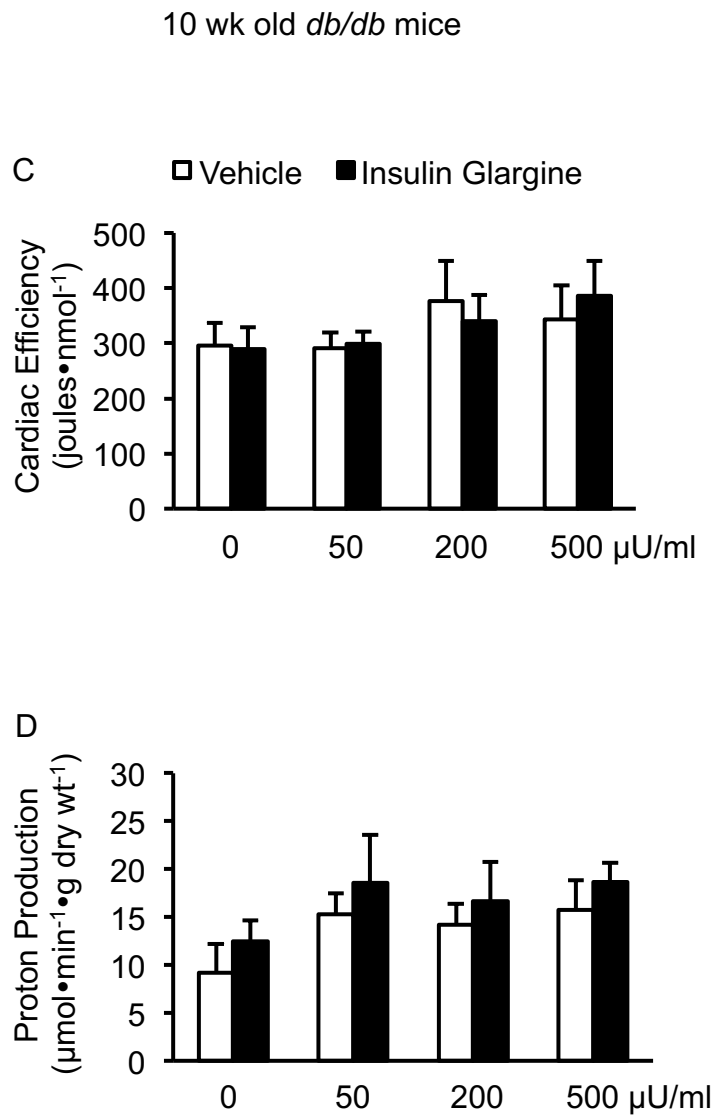 10 wk old db/db mice
C
Vehicle Insulin Glargine
Cardiac Efficiency
(joules•nmol⁻¹)
500
400
300
200
100
0
0 50 200 500 µU/ml
D
Proton Production
(µmol•min⁻¹•g dry wt⁻¹)
30
25
20
15
10
5
0
0 50 200 500 µU/ml